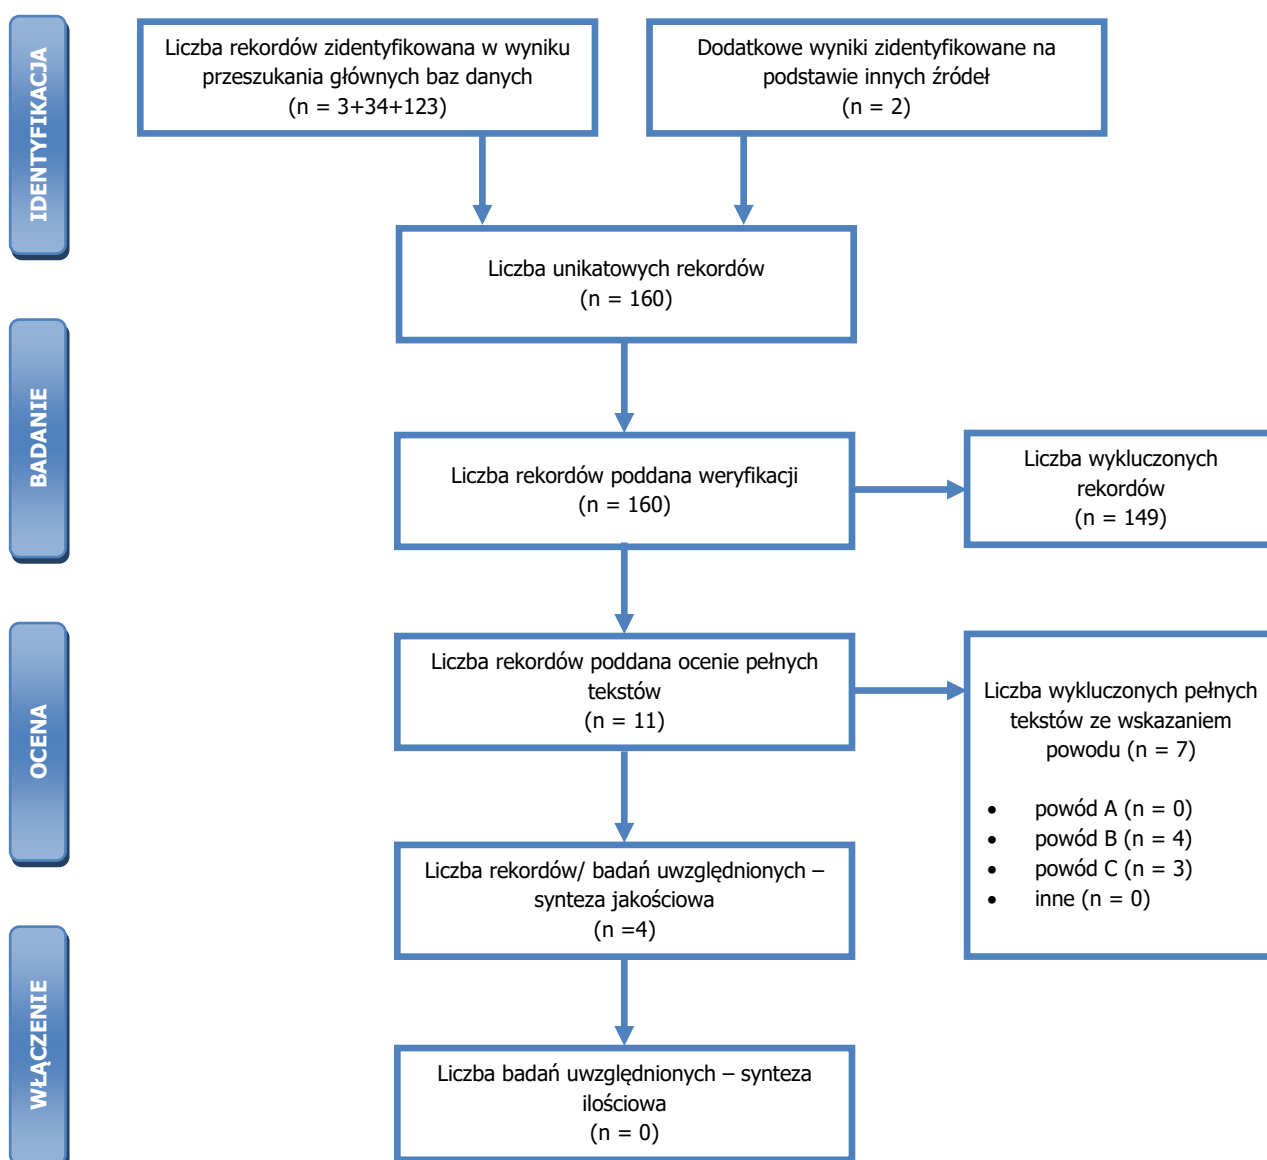 IDENTYFIKACJA
Liczba rekordów zidentyfikowana w wyniku
przeszukania głównych baz danych
(n = 3+34+123)
Dodatkowe wyniki zidentyfikowane na
podstawie innych źródeł
(n = 2)
Liczba unikatowych rekordów
(n = 160)
BADANIE
Liczba rekordów poddana weryfikacji
(n = 160)
Liczba wykluczonych
rekordów
(n = 149)
OCENA
Liczba rekordów poddana ocenie pełnych
tekstów
(n = 11)
Liczba wykluczonych pełnych
tekstów ze wskazaniem
powodu (n = 7)
• powód A (n = 0)
• powód B (n = 4)
• powód C (n = 3)
• inne (n = 0)
Liczba rekordów/ badań uwzględnionych –
synteza jakościowa
(n =4)
WŁĄCZENIE
Liczba badań uwzględnionych – synteza
ilościowa
(n = 0)